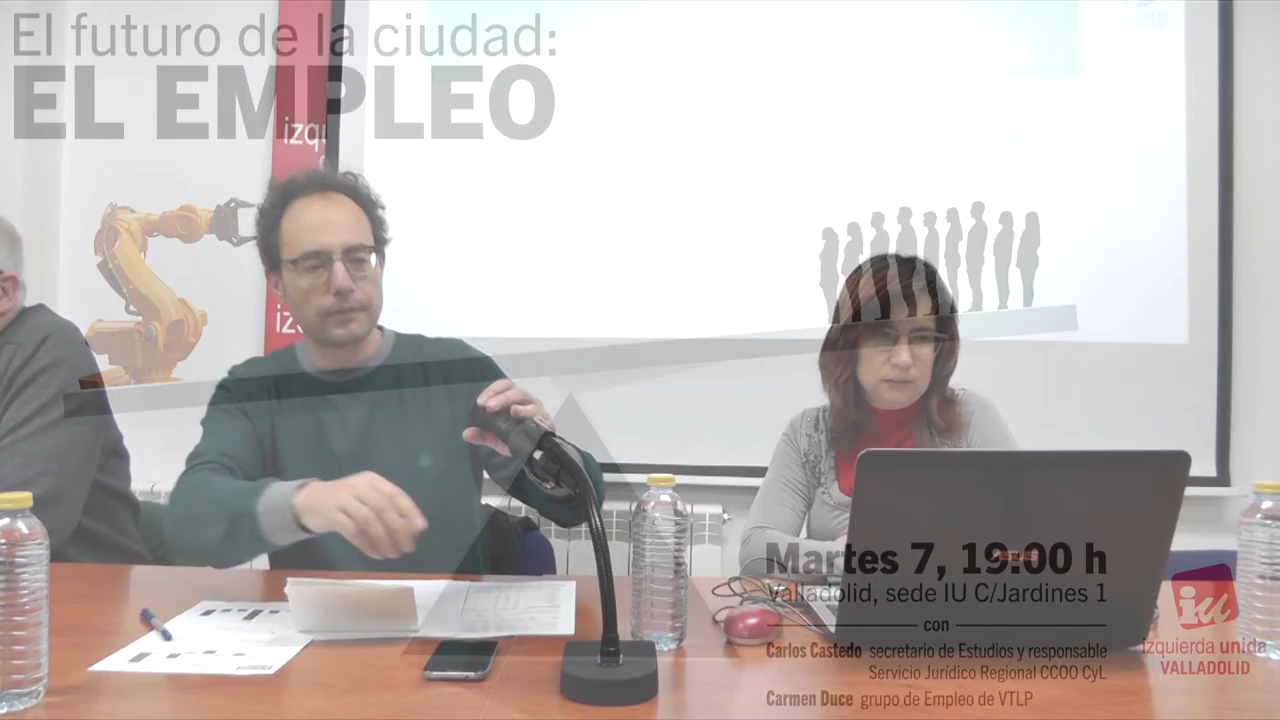 El futuro de la ciudad:
EL EMPLEO
izqu
iz
Martes 7, 19:00 h
Valladolid, sede IU C/Jardines 1
con
Carlos Castedo secretario de Estudios y responsable
Servicio Jurídico Regional CCOO CyL
Carmen Duce grupo de Empleo de VTLP
iu
izquierda unida
VALLADOLID